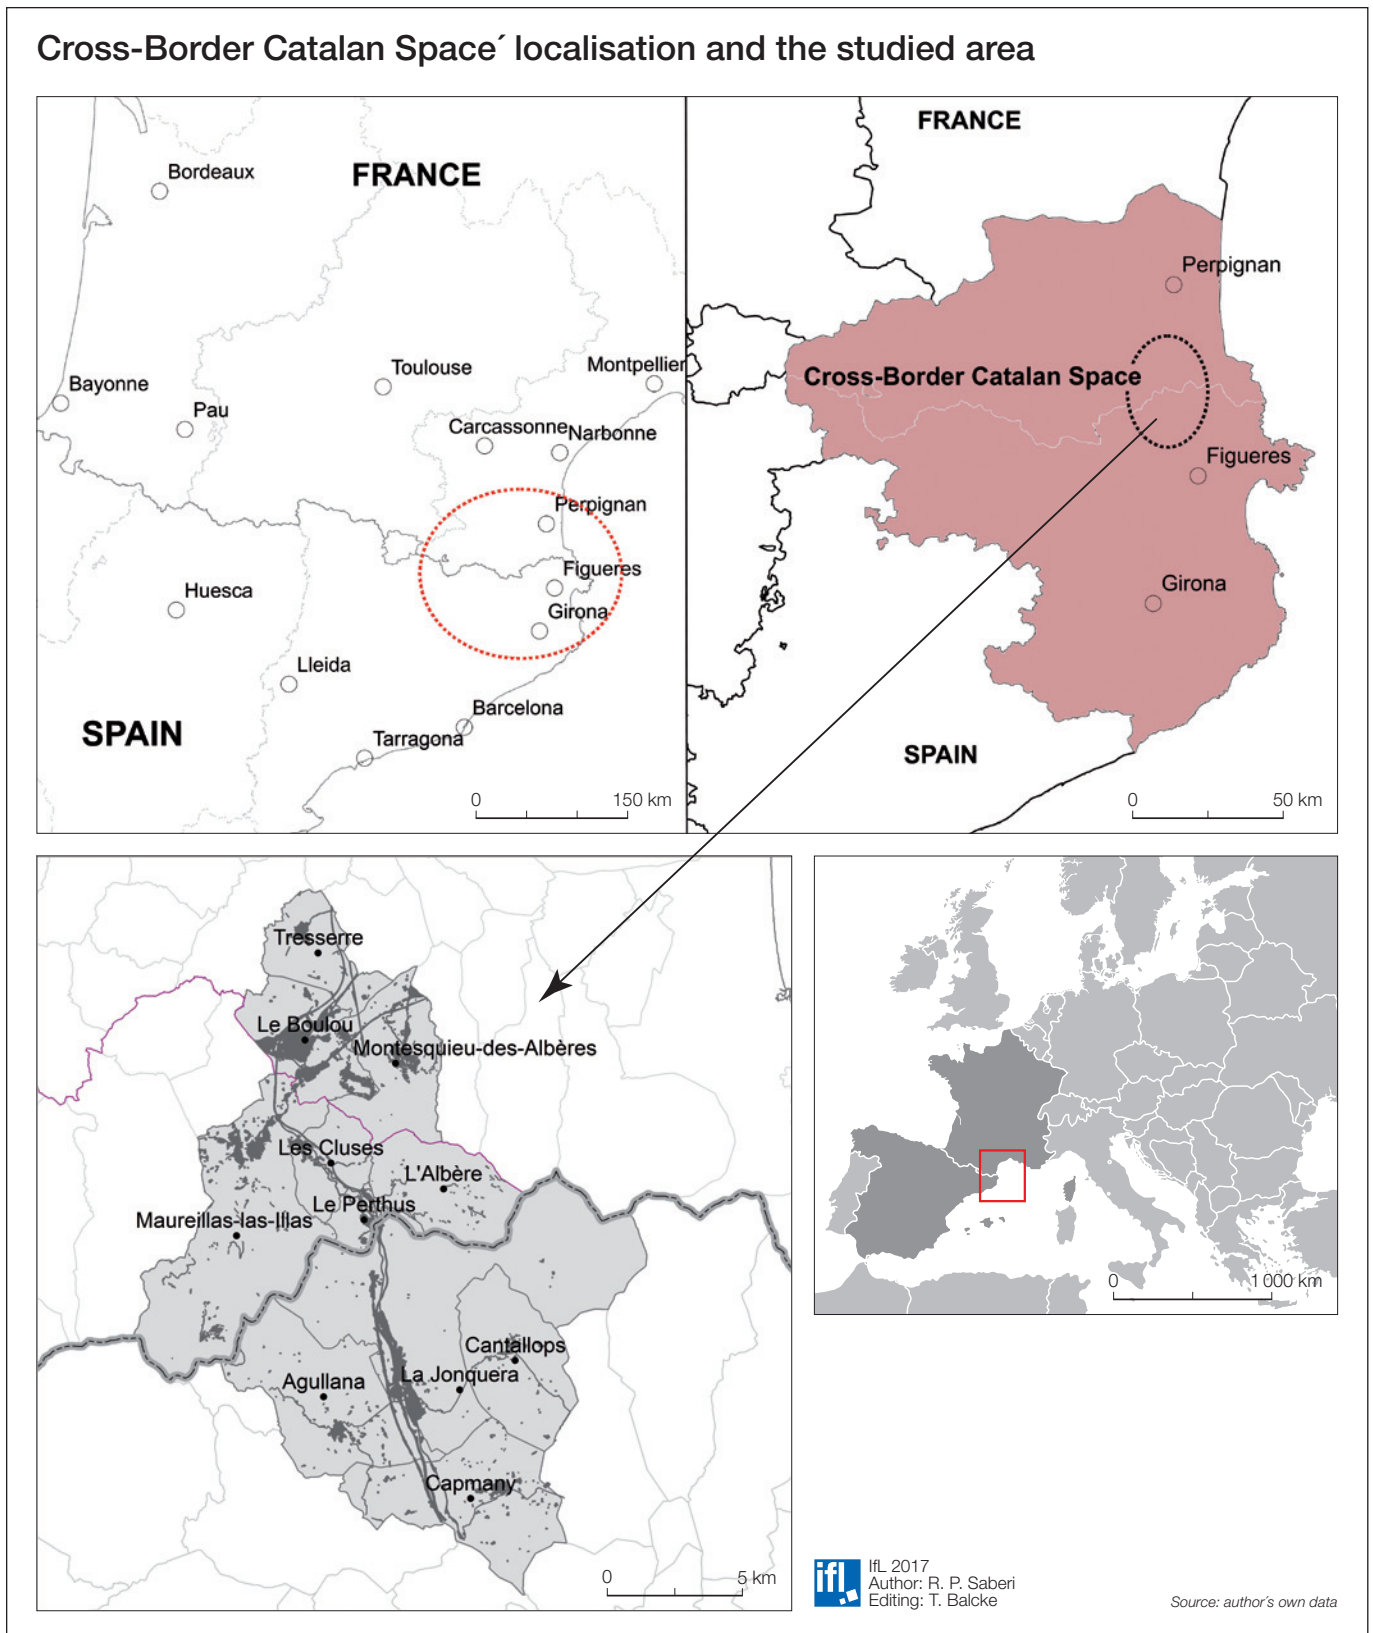 Cross-Border Catalan Space´ localisation and the studied area
Bordeaux
FRANCE
Toulouse
Montpellier
Bayonne
Pau
Carcassonne
Narbonne
Perpignan
Figueres
Huesca
Girona
Lleida
Barcelona
SPAIN
Tarragona
0 150 km
FRANCE
Perpignan
Cross-Border Catalan Space
Figueres
Girona
SPAIN
0 50 km
Tresserre
Le Boulou
Montesquieu-des-Albères
Les Cluses
L'Albère
Le Perthus
Maureillas-las-Illas
Cantallops
La Jonquera
Agullana
Capmany
0 5 km
0 1 000 km
ifl
IfL 2017
Author: R. P. Saberi
Editing: T. Balcke
Source: author´s own data